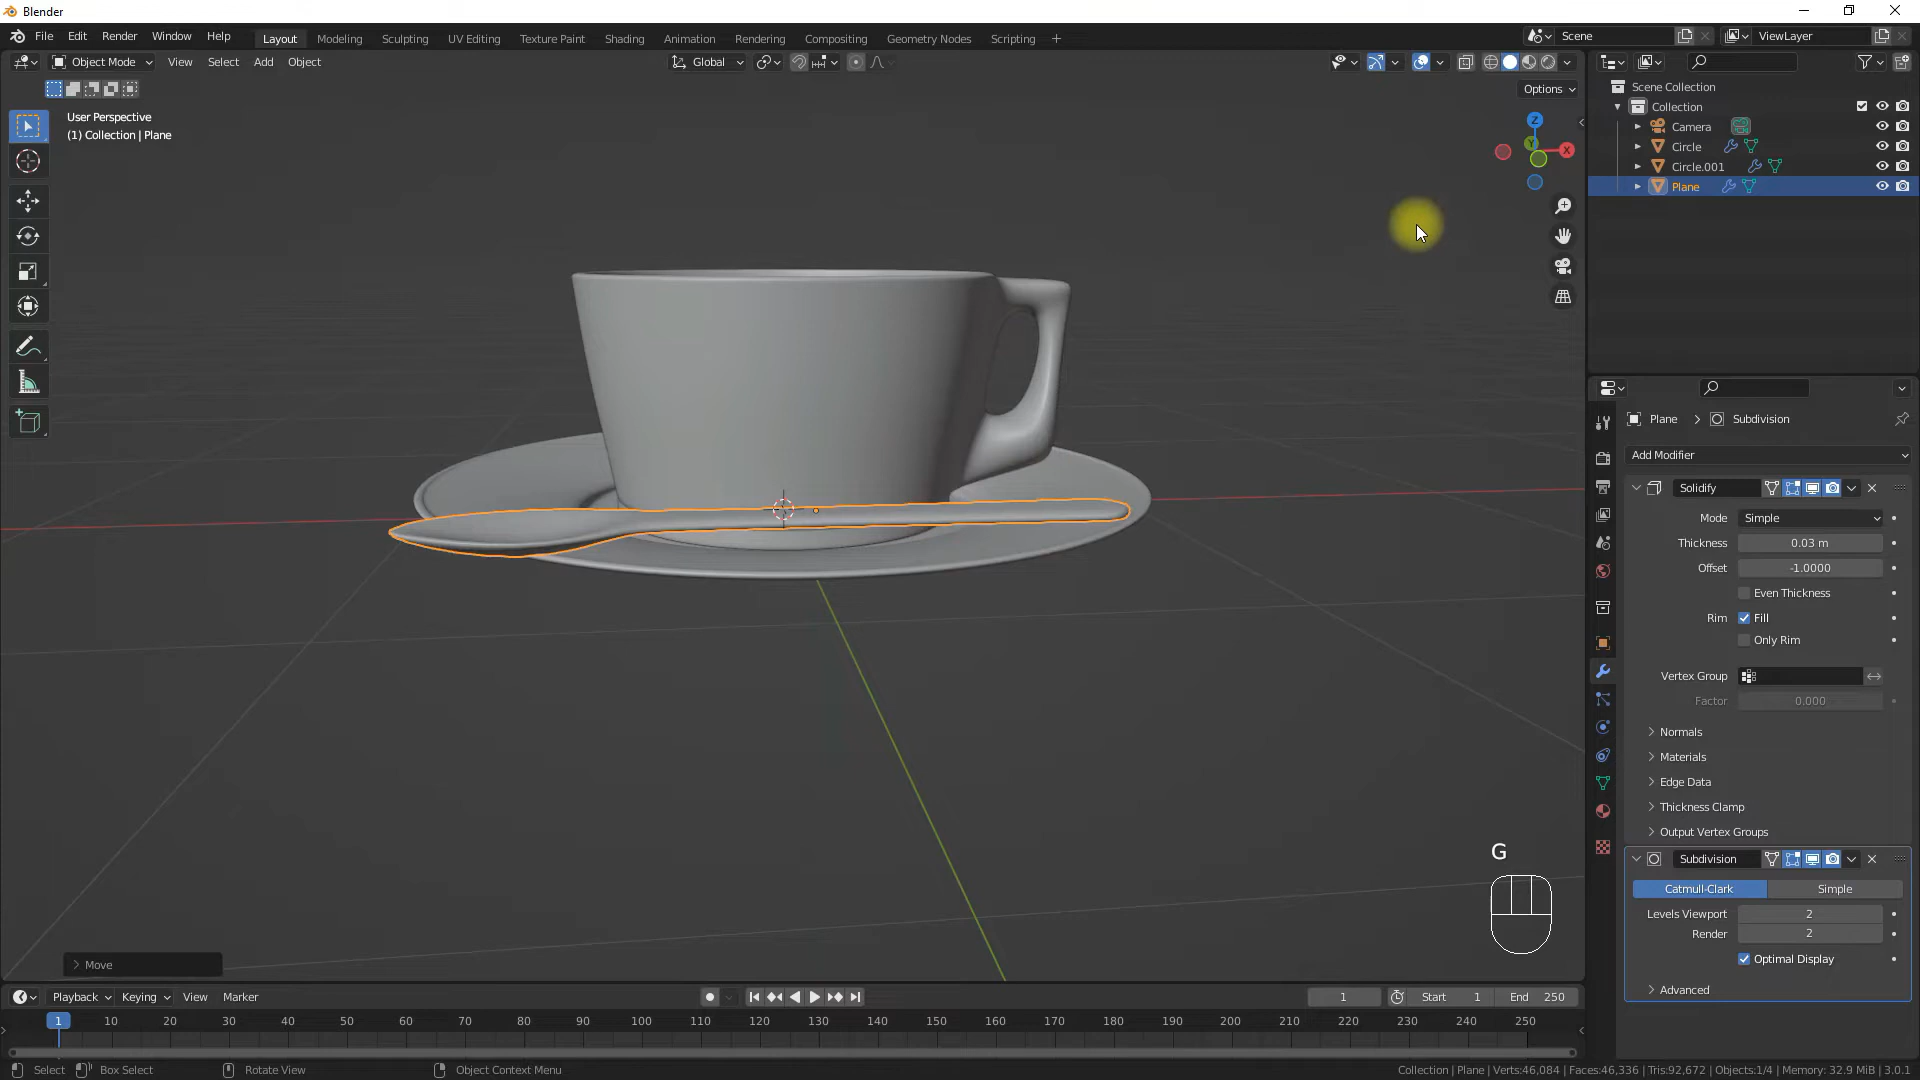 Blender
File Edit Render Window Help Layout Modeling Sculpting UV Editing Texture Paint Shading Animation Rendering Compositing Geometry Nodes Scripting + Scene ViewLayer
Object Mode View Select Add Object Global
Options
User Perspective
(1) Collection | Plane
Z
Y
X
Scene Collection
Collection
Camera
Circle
Circle.001
Plane
Plane > Subdivision
Add Modifier
Solidify
Mode Simple
Thickness 0.03 m
Offset -1.0000
Even Thickness
Rim Fill
Only Rim
Vertex Group
Factor 0.000
Normals
Materials
Edge Data
Thickness Clamp
Output Vertex Groups
Subdivision
Catmull-Clark Simple
Levels Viewport 2
Render 2
Optimal Display
Advanced
G
Move
Playback Keying View Marker 1 Start 1 End 250
1 10 20 30 40 50 60 70 80 90 100 110 120 130 140 150 160 170 180 190 200 210 220 230 240 250
Select Box Select Rotate View Object Context Menu Collection | Plane | Verts:46,084 | Faces:46,336 | Tris:92,672 | Objects:1/4 | Memory: 32.9 MiB | 3.0.1